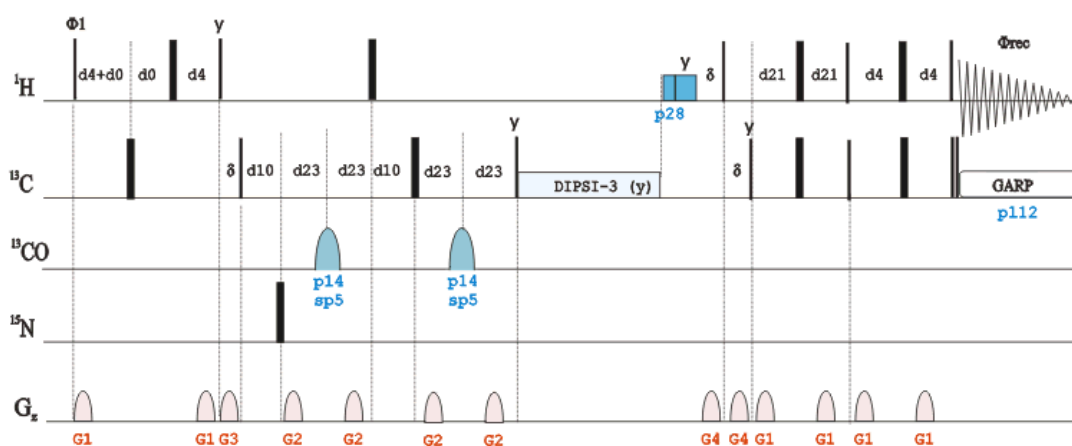 Φ1 y y Φrec
¹H d4+d0 d0 d4 δ d21 d21 d4 d4
p28
y y
¹³C δ d10 d23 d23 d10 d23 d23 DIPSI-3 (y) δ GARP
pl12
¹³CO
p14 p14
sp5 sp5
¹⁵N
Gz
G1 G1 G3 G2 G2 G2 G2 G4 G4 G1 G1 G1 G1